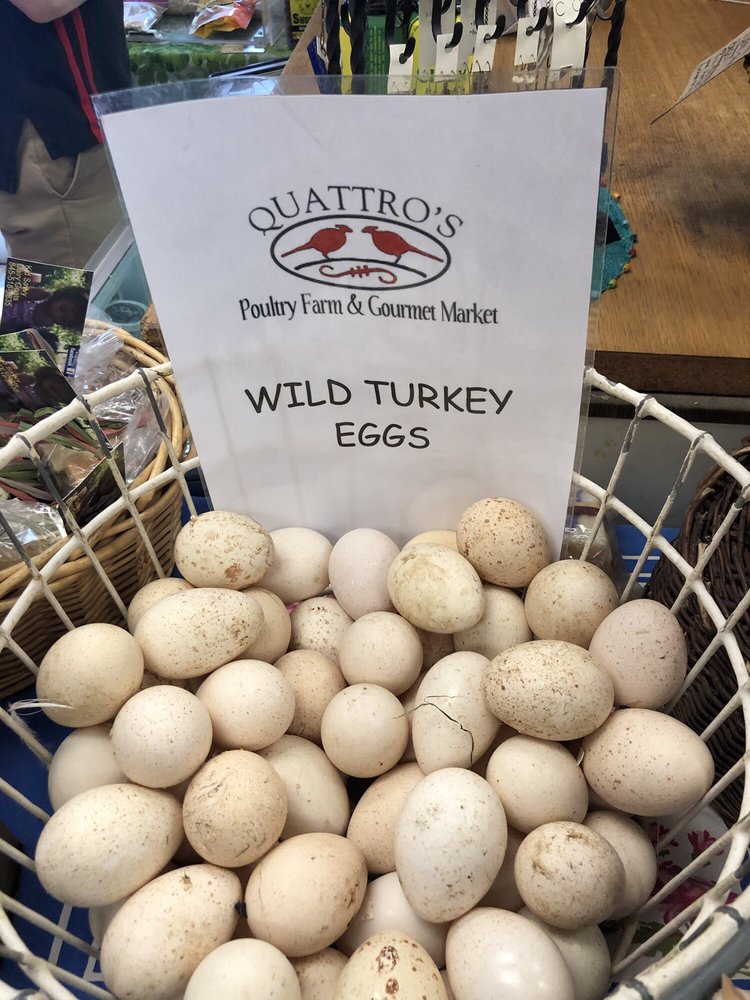 QUATTRO'S
Poultry Farm & Gourmet Market
WILD TURKEY
EGGS